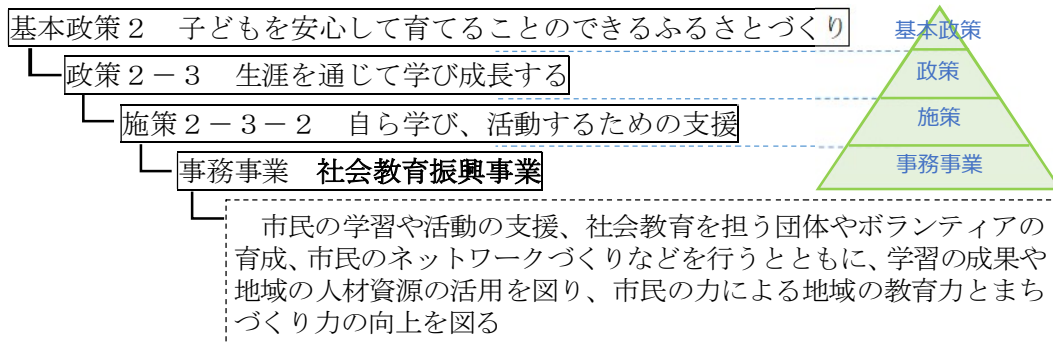 基本政策２　子どもを安心して育てることのできるふるさとづくり
政策２－３　生涯を通じて学び成長する
施策２－３－２　自ら学び、活動するための支援
事務事業　社会教育振興事業
市民の学習や活動の支援、社会教育を担う団体やボランティアの
育成、市民のネットワークづくりなどを行うとともに、学習の成果や
地域の人材資源の活用を図り、市民の力による地域の教育力とまち
づくり力の向上を図る
基本政策
政策
施策
事務事業